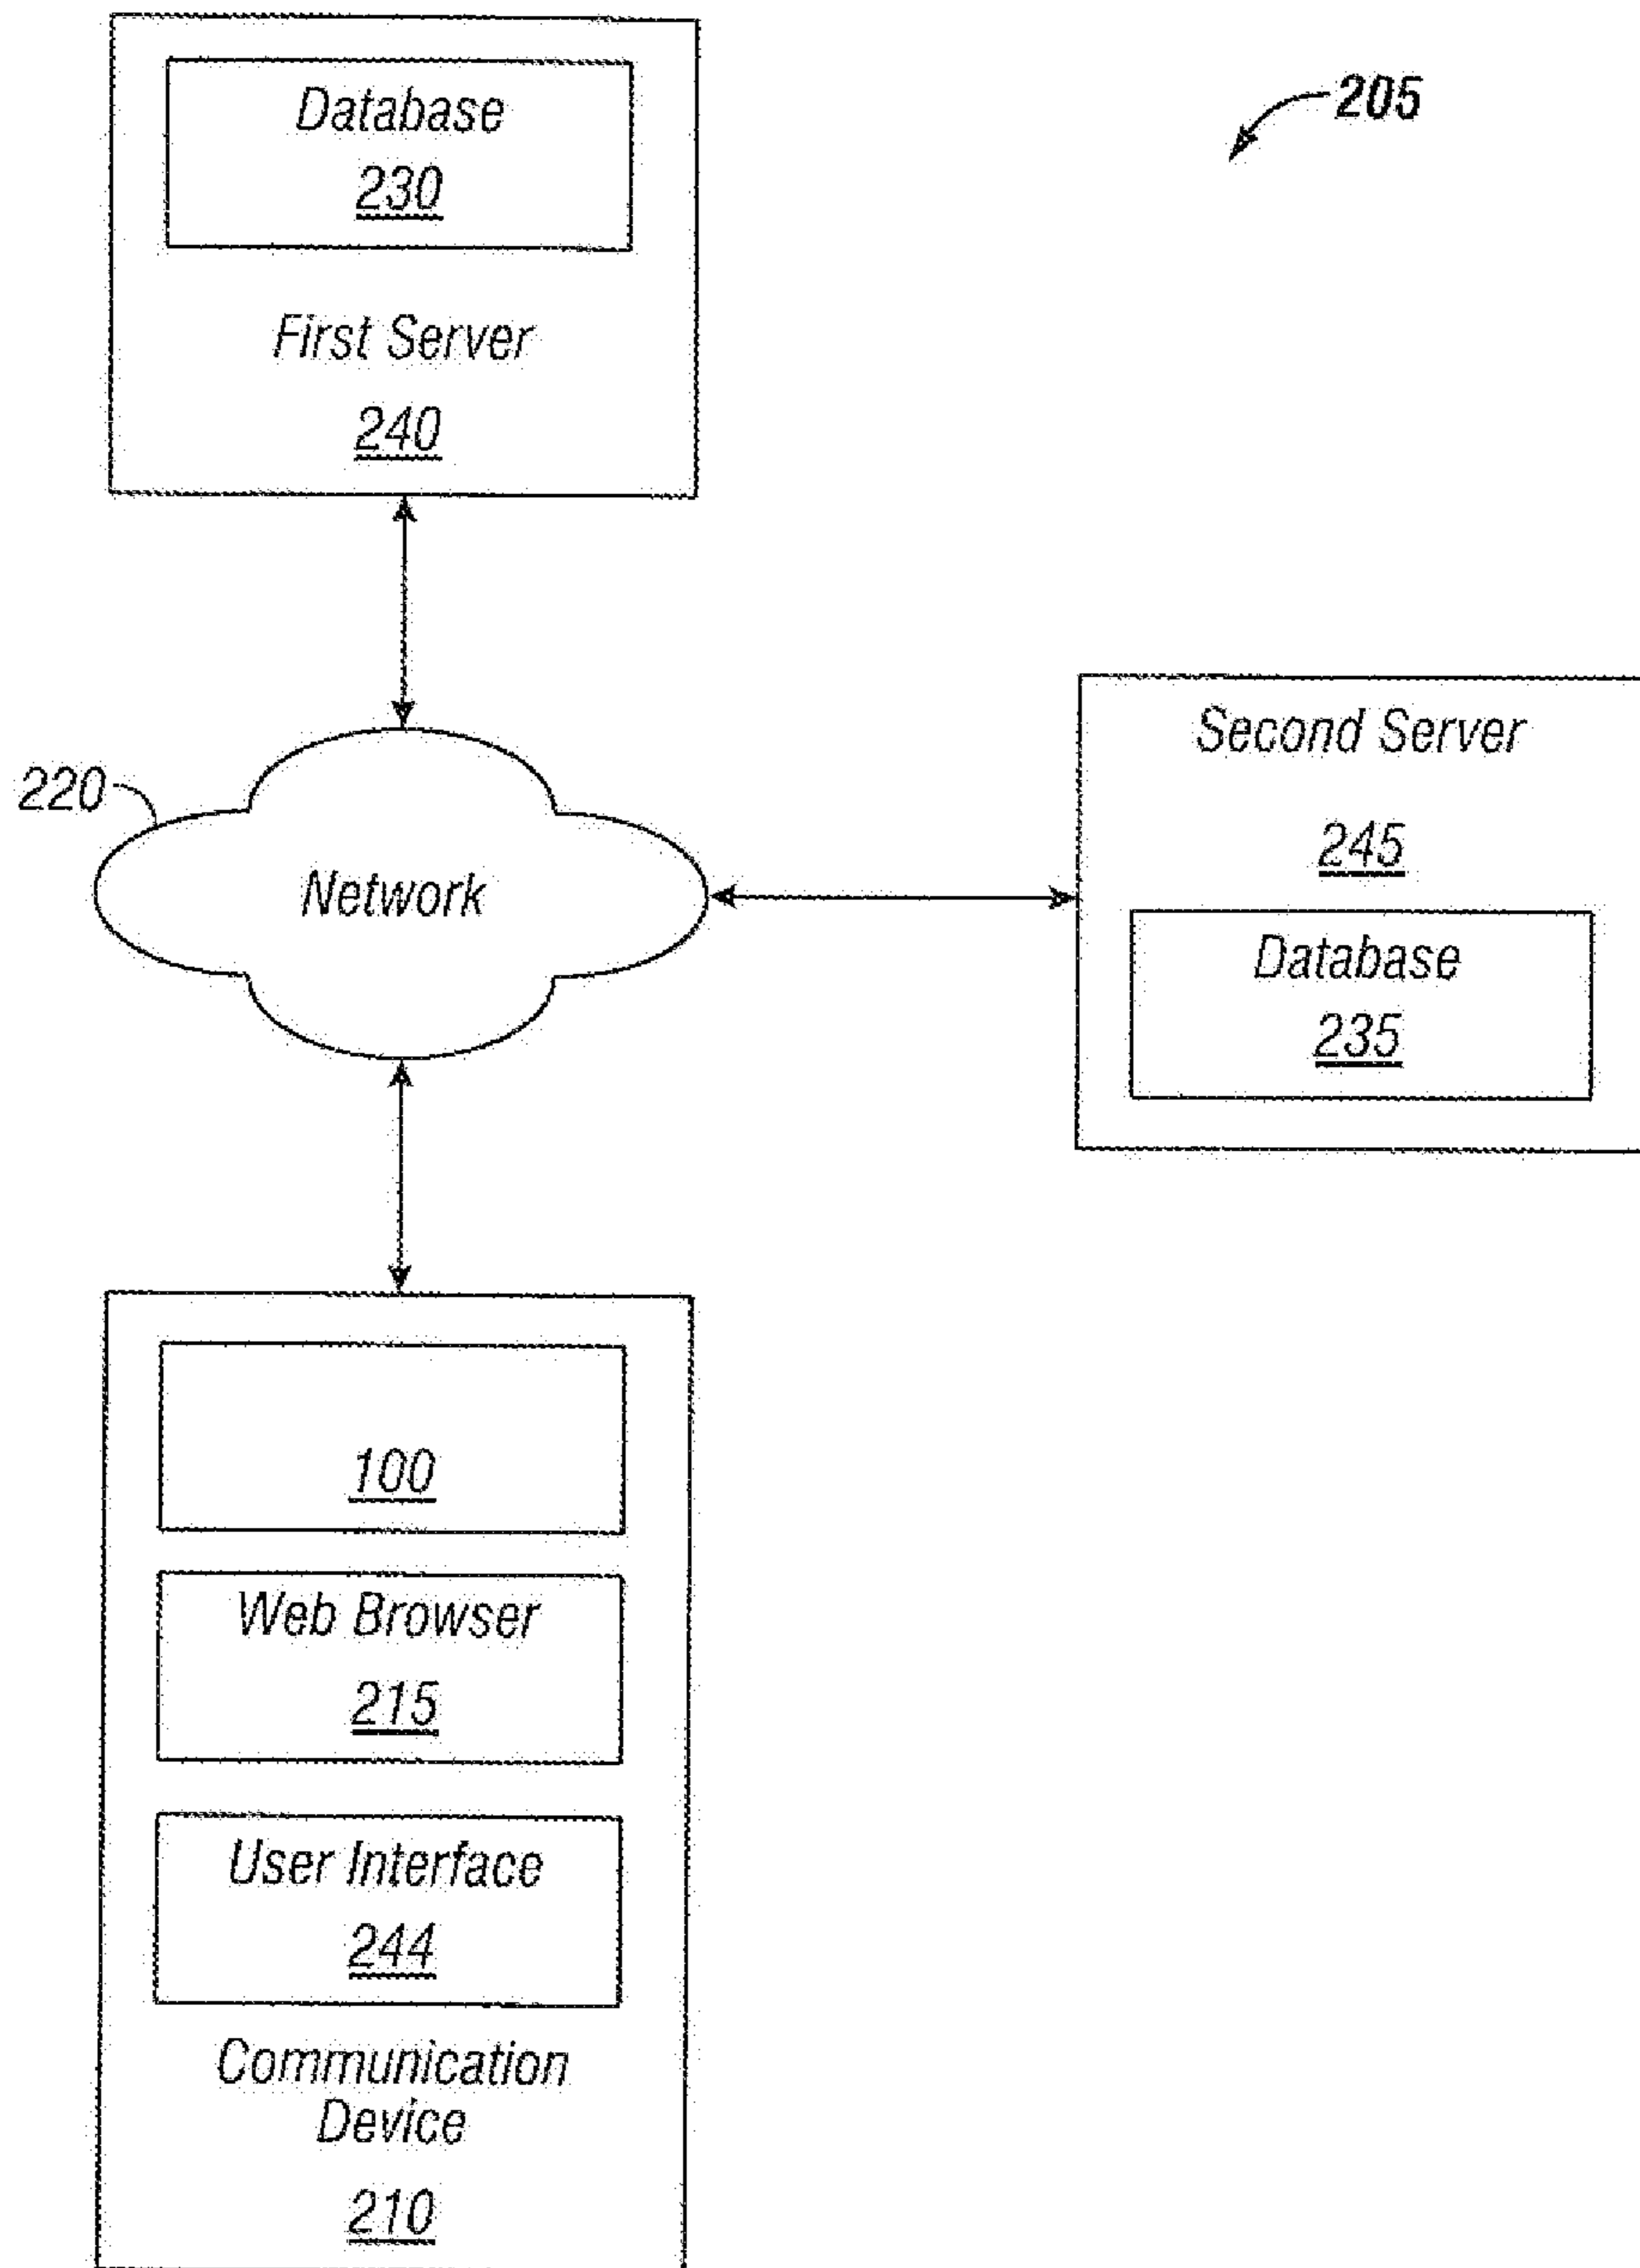 Database
230
First Server
240
205
220
Network
Second Server
245
Database
235
100
Web Browser
215
User Interface
244
Communication
Device
210